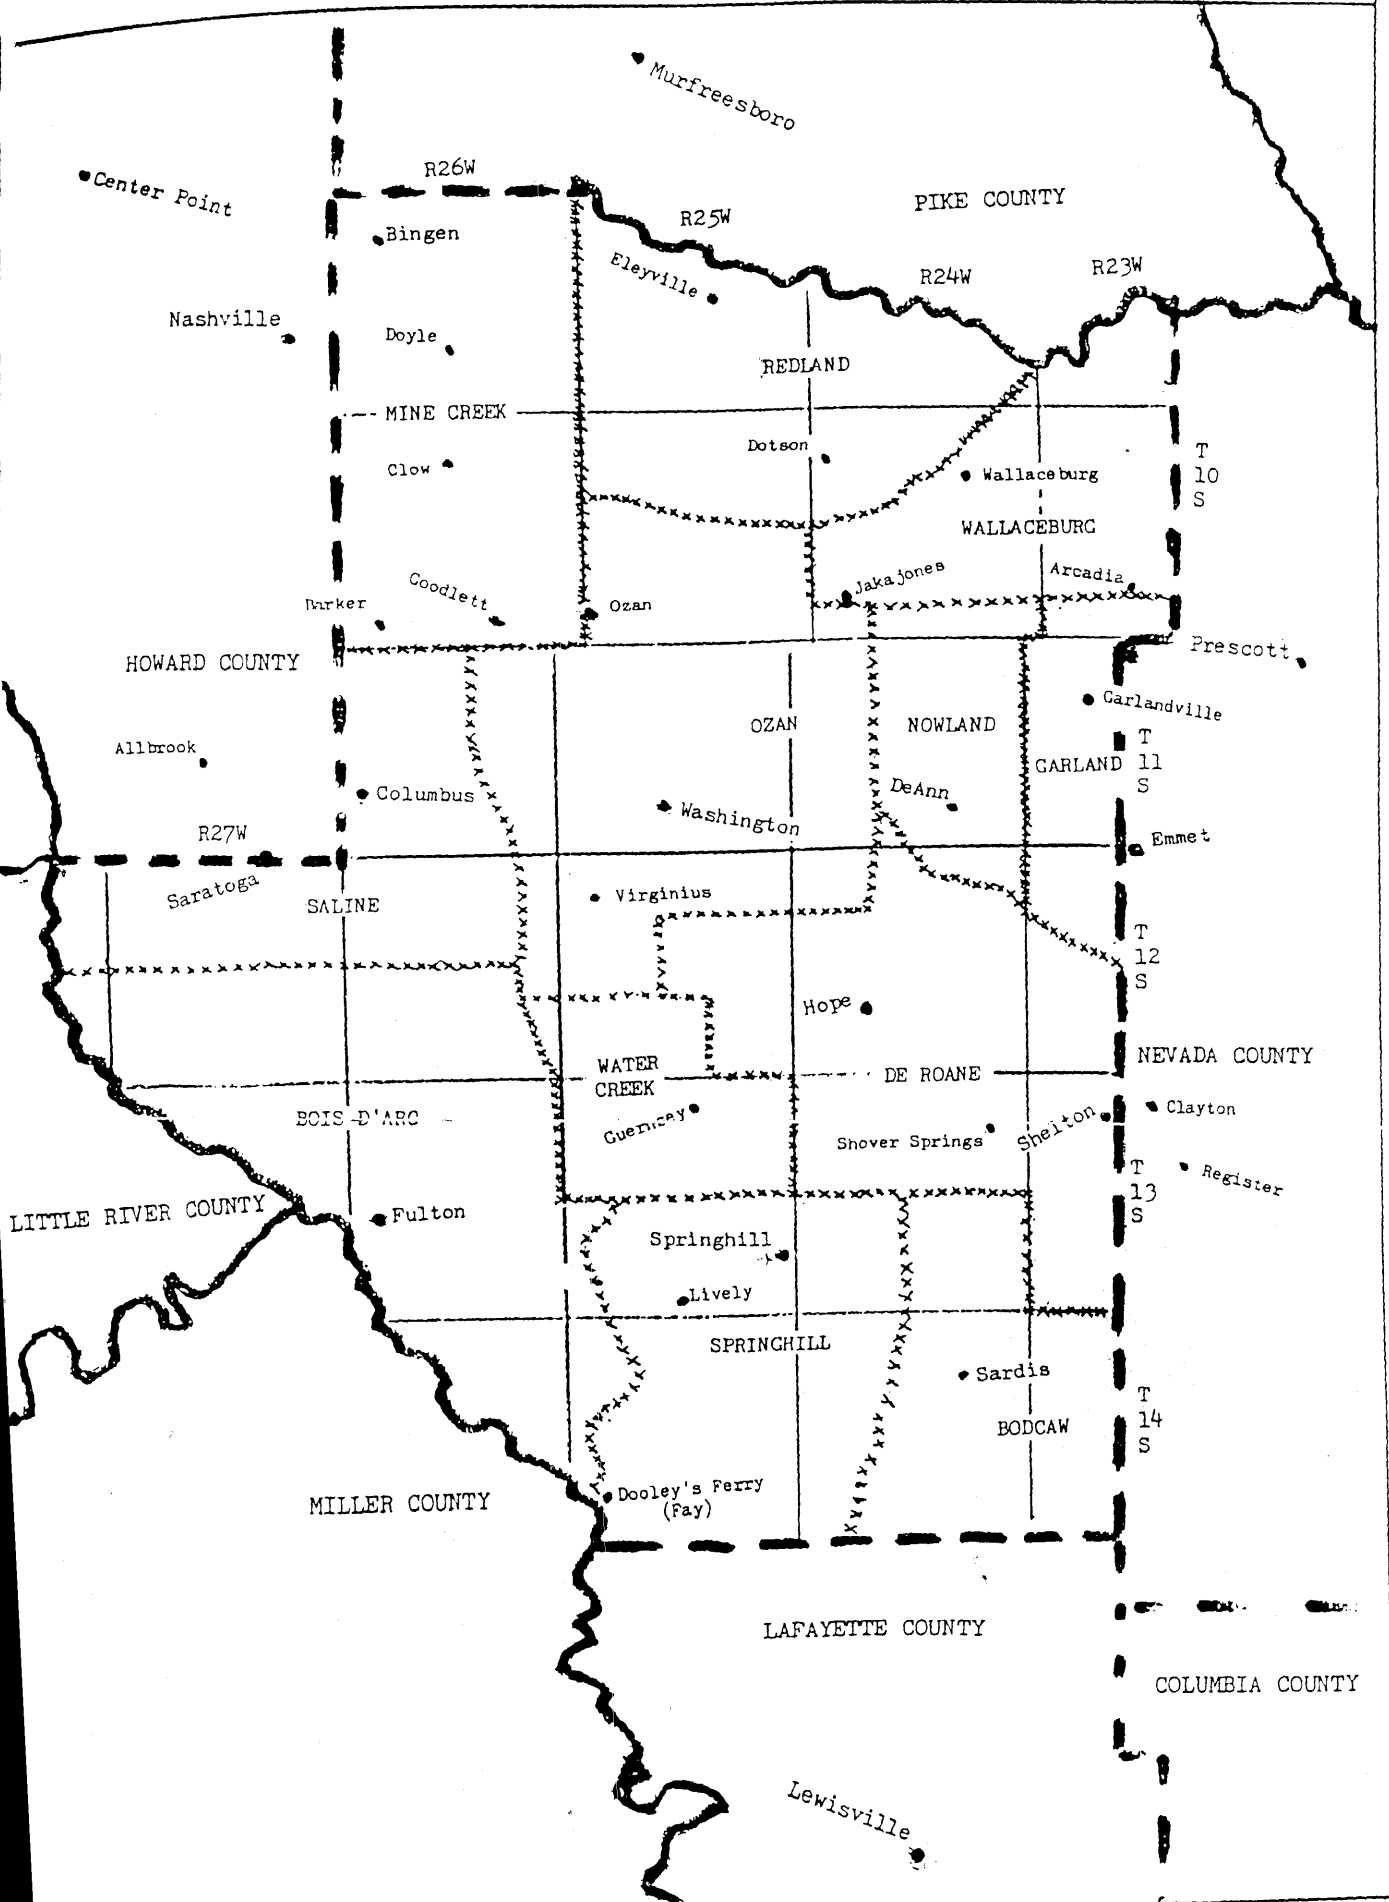 Murfreesboro
Center Point
R26W
R25W
PIKE COUNTY
Bingen
Eleyville
R24W
R23W
Nashville
Doyle
REDLAND
MINE CREEK
Dotson
T
10
S
Clow
Wallaceburg
WALLACEBURG
Goodlett
Jakajones
Arcadia
Ozan
HOWARD COUNTY
Prescott
Garlandville
OZAN
NOWLAND
Allbrook
T
11
S
GARLAND
Columbus
DeAnn
Washington
R27W
Emmet
Saratoga
SALINE
Virginius
T
12
S
Hope
NEVADA COUNTY
WATER
CREEK
DE ROANE
BOIS-D'ARC
Guernsey
Shover Springs
Shelton
Clayton
T
13
S
Register
LITTLE RIVER COUNTY
Fulton
Springhill
Lively
SPRINGHILL
Sardis
T
14
S
BODCAW
MILLER COUNTY
Dooley's Ferry
(Fay)
LAFAYETTE COUNTY
COLUMBIA COUNTY
Lewisville